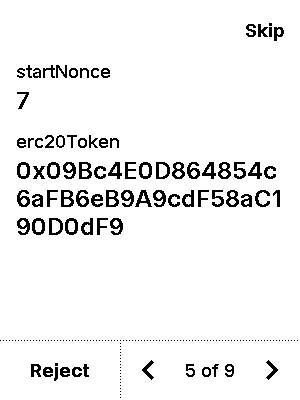 Skip
startNonce
7
erc20Token
0x09Bc4E0D864854c
6aFB6eB9A9cdF58aC1
90D0dF9
Reject
5 of 9